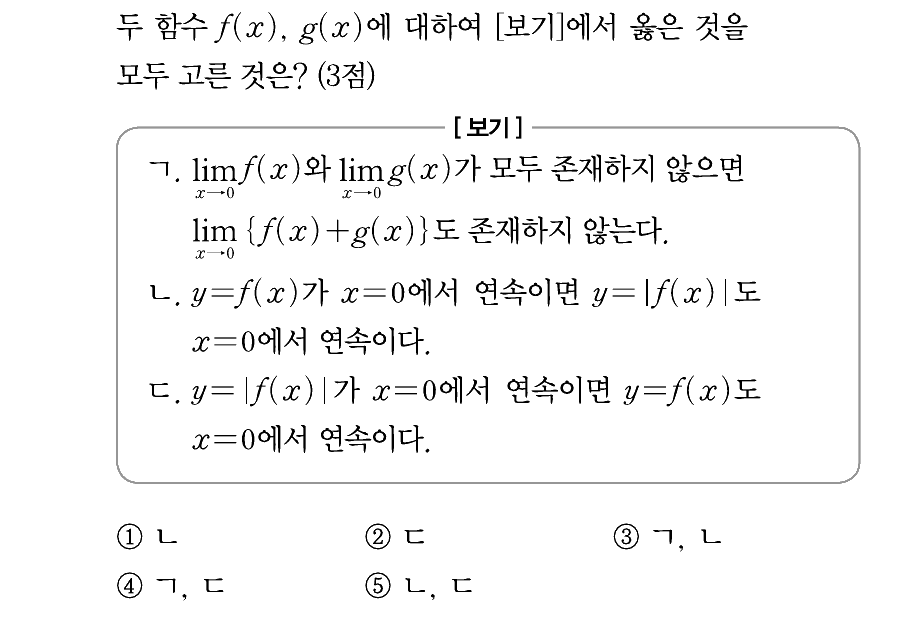 두 함수 f(x), g(x)에 대하여 [보기]에서 옳은 것을
모두 고른 것은? (3점)
[ 보기 ]
ㄱ. lim_{x→0} f(x)와 lim_{x→0} g(x)가 모두 존재하지 않으면
lim_{x→0} {f(x)+g(x)}도 존재하지 않는다.
ㄴ. y=f(x)가 x=0에서 연속이면 y=|f(x)|도
x=0에서 연속이다.
ㄷ. y=|f(x)|가 x=0에서 연속이면 y=f(x)도
x=0에서 연속이다.
① ㄴ ② ㄷ ③ ㄱ, ㄴ
④ ㄱ, ㄷ ⑤ ㄴ, ㄷ